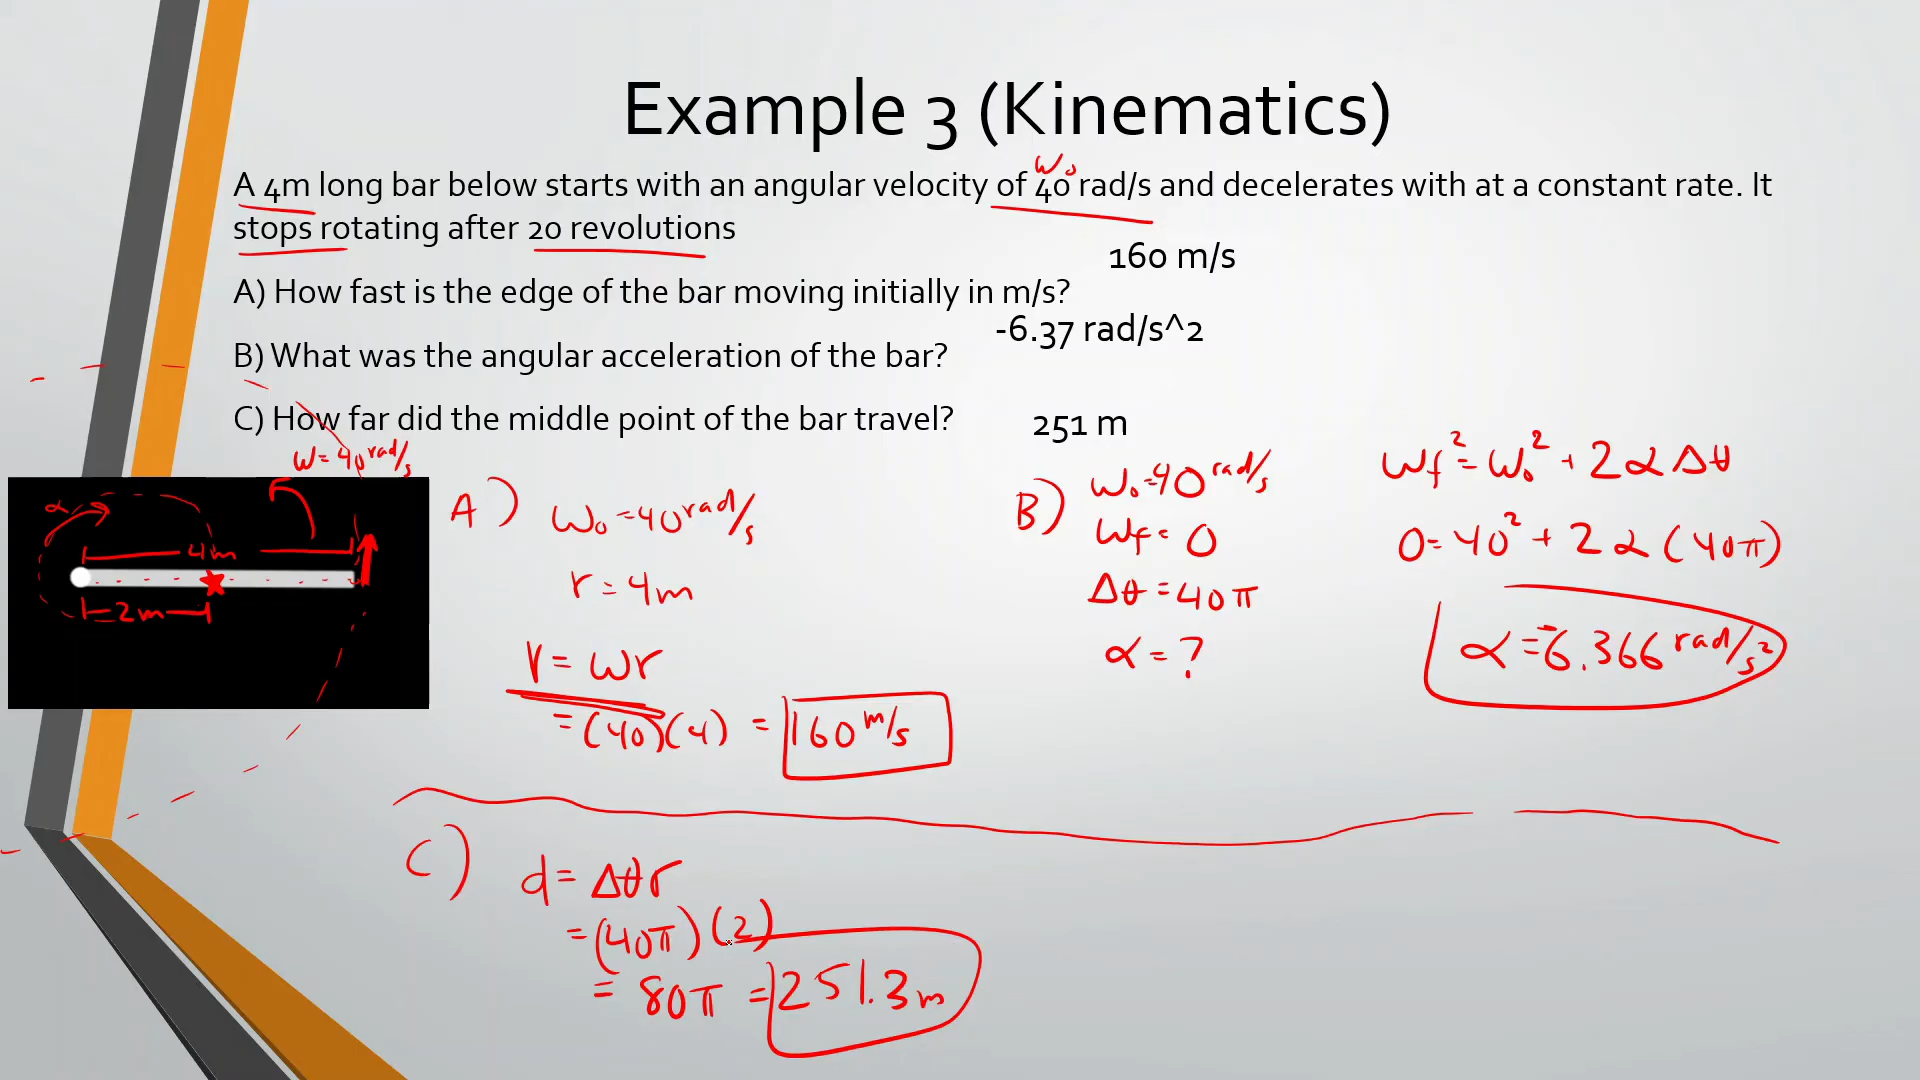 Example 3 (Kinematics)
ω₀
A 4m long bar below starts with an angular velocity of 40 rad/s and decelerates with at a constant rate. It
stops rotating after 20 revolutions
160 m/s
A) How fast is the edge of the bar moving initially in m/s?
-6.37 rad/s^2
B) What was the angular acceleration of the bar?
C) How far did the middle point of the bar travel?
251 m
ω = 40 rad/s
α
4m
2m
A)
ω₀ = 40 rad/s
r = 4m
v = ωr
= (40)(4) = 160 m/s
B)
ω₀ = 40 rad/s
ωf = 0
Δθ = 40π
α = ?
ωf² = ω₀² + 2αΔθ
0 = 40² + 2α(40π)
α = -6.366 rad/s²
C)
d = Δθr
= (40π)(2)
= 80π = 251.3m